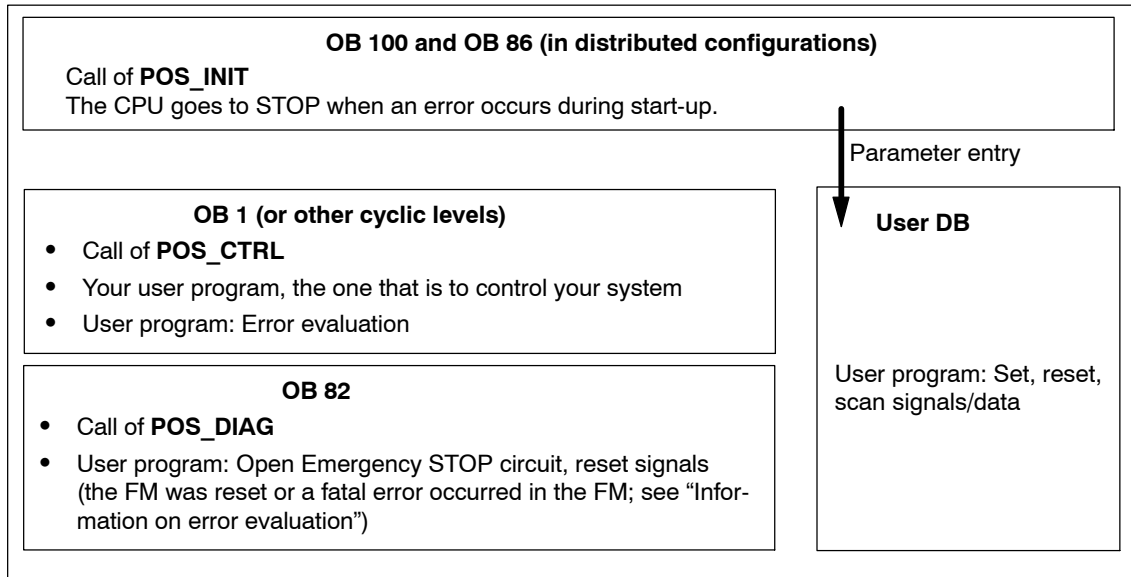 OB 100 and OB 86 (in distributed configurations)
Call of POS_INIT
The CPU goes to STOP when an error occurs during start-up.
Parameter entry
OB 1 (or other cyclic levels)
• Call of POS_CTRL
• Your user program, the one that is to control your system
• User program: Error evaluation
OB 82
• Call of POS_DIAG
• User program: Open Emergency STOP circuit, reset signals
(the FM was reset or a fatal error occurred in the FM; see “Infor-
mation on error evaluation”)
User DB
User program: Set, reset,
scan signals/data